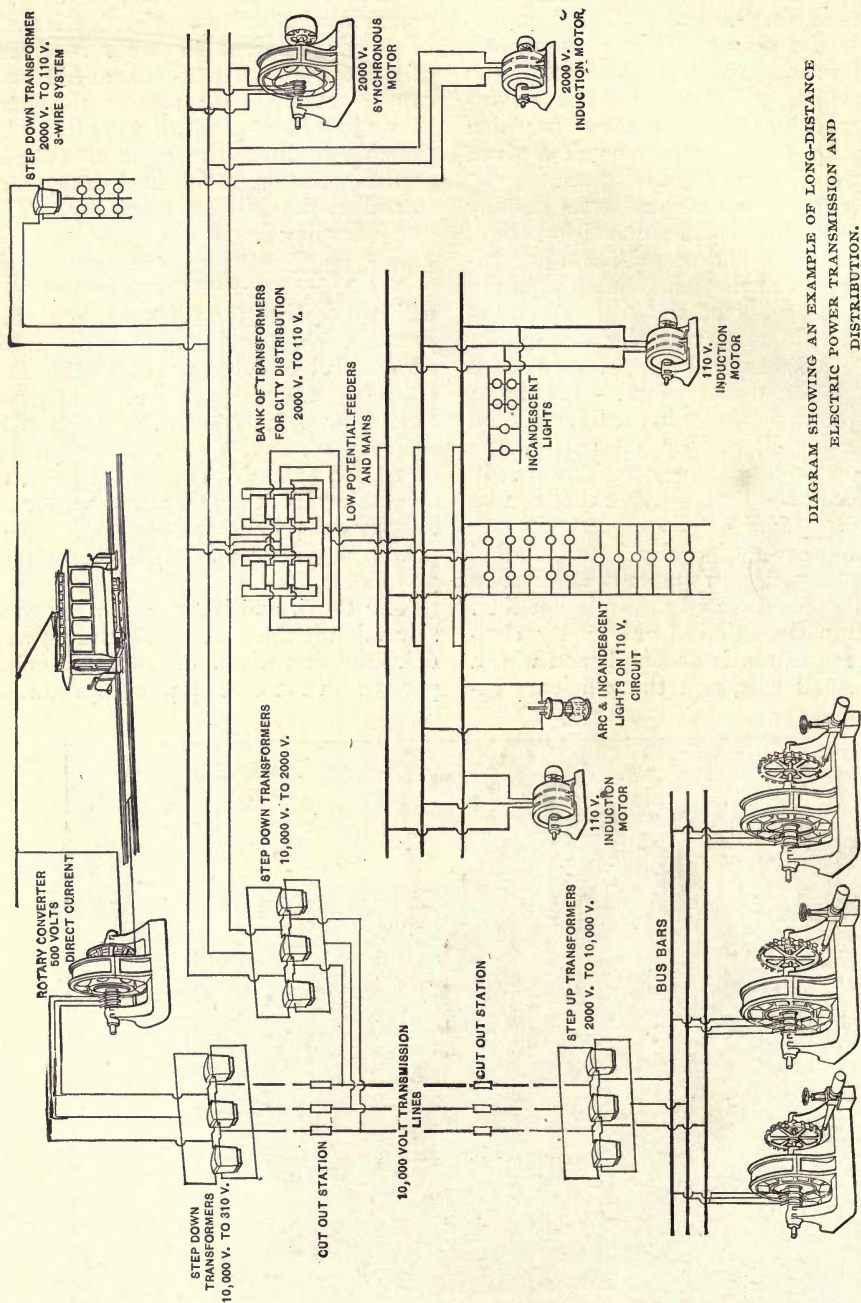 STEP DOWN TRANSFORMER
2000 V. TO 110 V.
3-WIRE SYSTEM
2000 V.
SYNCHRONOUS
MOTOR
2000 V.
INDUCTION MOTOR
ROTARY CONVERTER
500 VOLTS
DIRECT CURRENT
BANK OF TRANSFORMERS
FOR CITY DISTRIBUTION
2000 V. TO 110 V.
LOW POTENTIAL FEEDERS
AND MAINS
STEP DOWN TRANSFORMERS
10,000 V. TO 2000 V.
INCANDESCENT
LIGHTS
110 V.
INDUCTION
MOTOR
STEP DOWN
TRANSFORMERS
10,000 V. TO 310 V.
CUT OUT STATION
10,000 VOLT TRANSMISSION
LINES
CUT OUT STATION
ARC & INCANDESCENT
LIGHTS ON 110 V.
CIRCUIT
110 V.
INDUCTION
MOTOR
STEP UP TRANSFORMERS
2000 V. TO 10,000 V.
BUS BARS
DIAGRAM SHOWING AN EXAMPLE OF LONG-DISTANCE
ELECTRIC POWER TRANSMISSION AND
DISTRIBUTION.